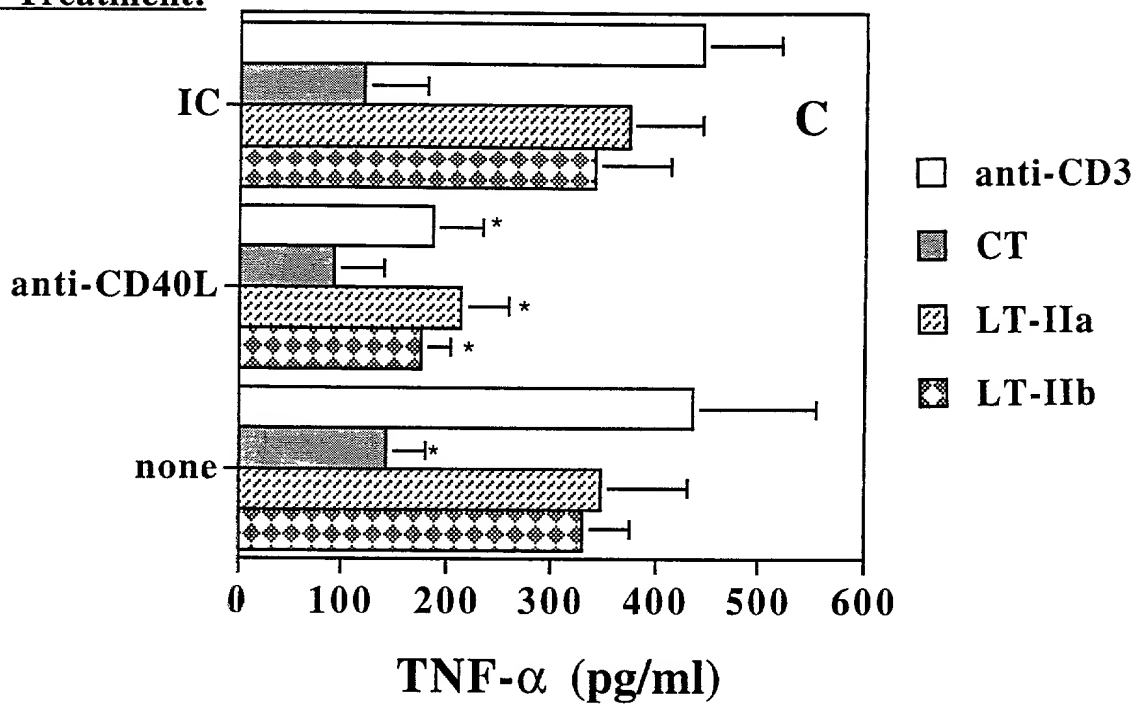 Treatment:
IC
C
anti-CD3
CT
anti-CD40L
LT-IIa
LT-IIb
*
*
*
none
*
0 100 200 300 400 500 600
TNF-α (pg/ml)